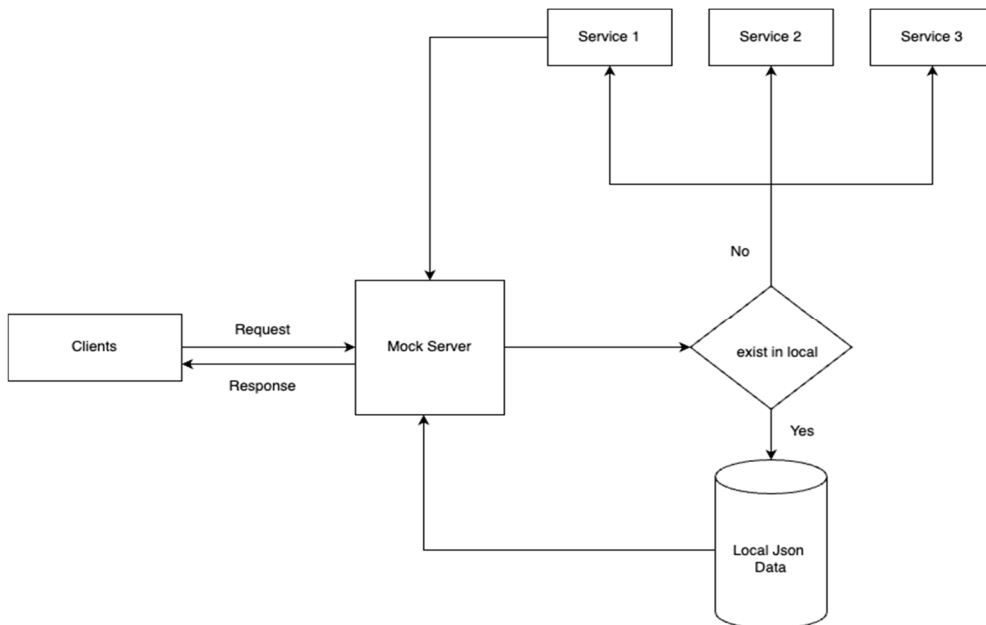 Service 1
Service 2
Service 3
No
Request
Clients
Mock Server
exist in local
Response
Yes
Local Json
Data